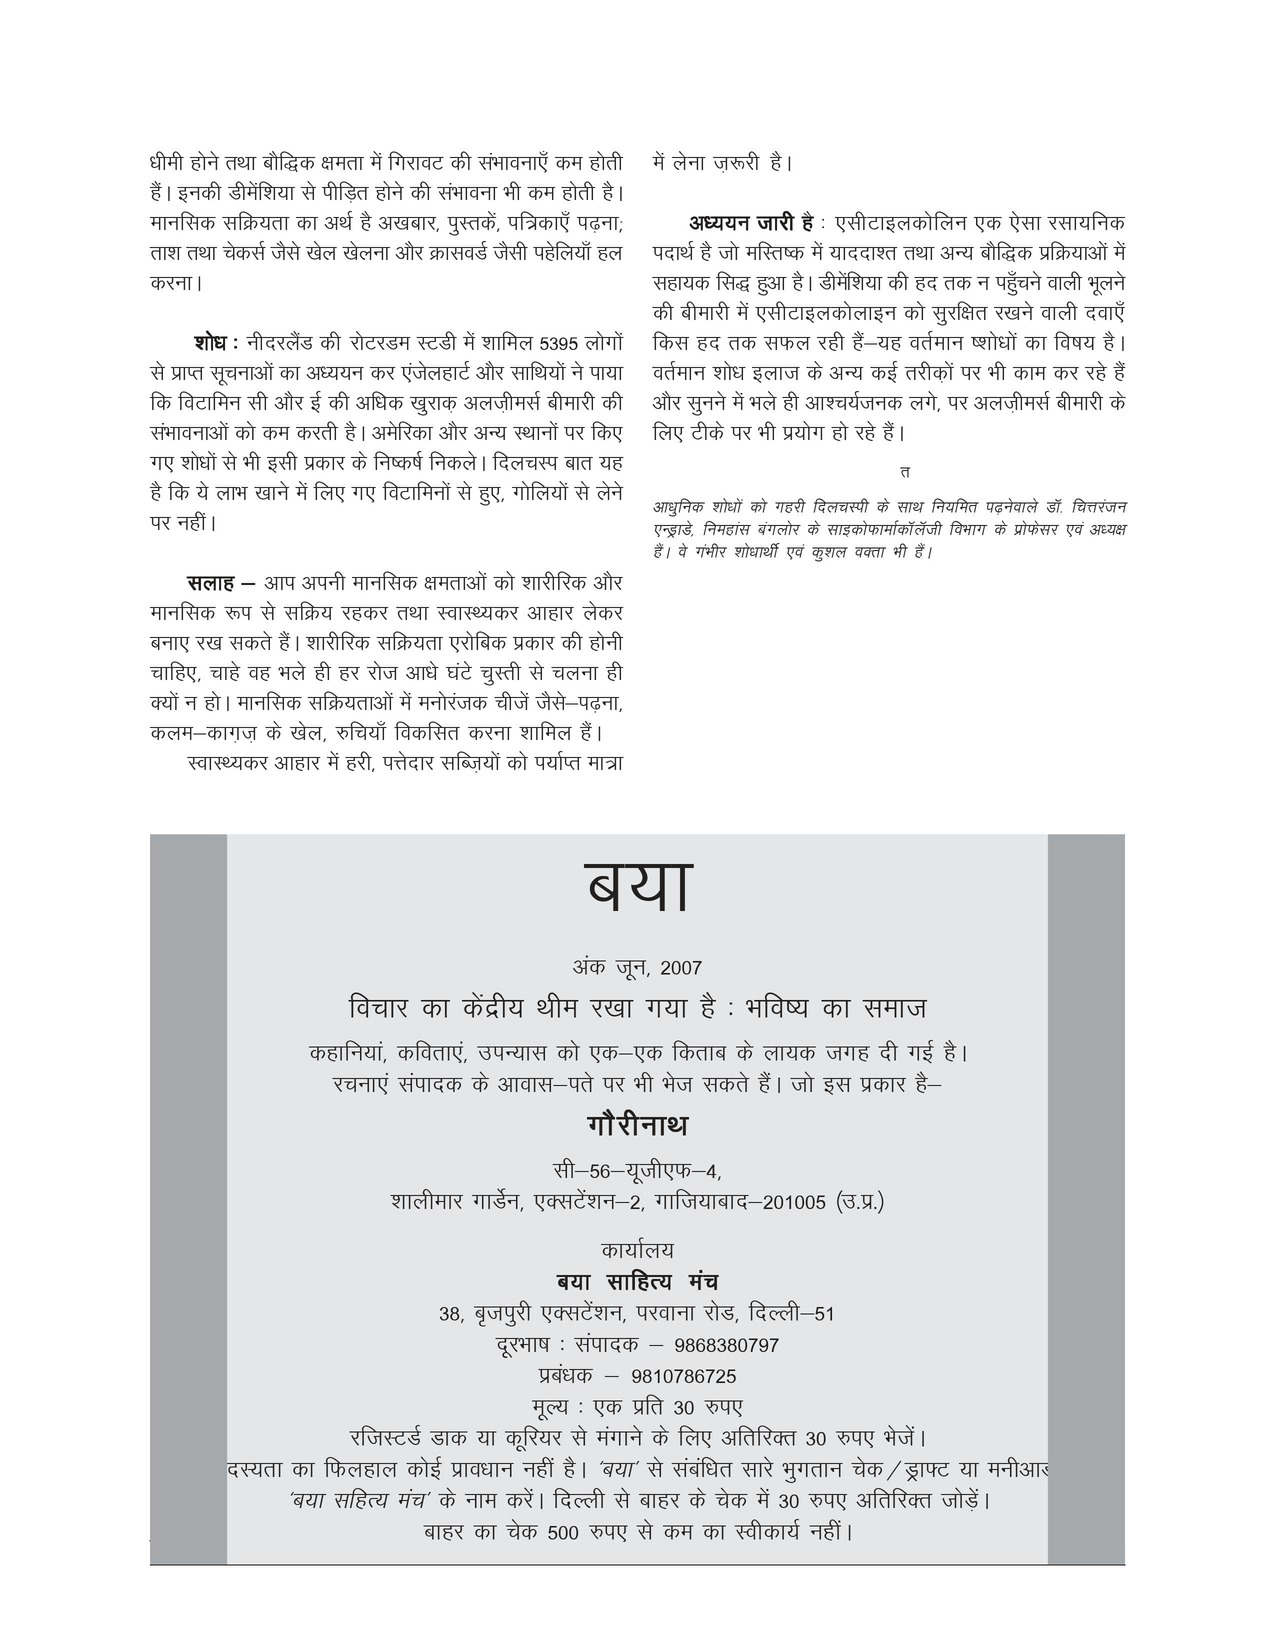 धीमी होने तथा बौद्धिक क्षमता में गिरावट की संभावनाएँ कम होती
हैं। इनकी डीमेंशिया से पीड़ित होने की संभावना भी कम होती है।
मानसिक सक्रियता का अर्थ है अखबार, पुस्तकें, पत्रिकाएँ पढ़ना;
ताश तथा चेकर्स जैसे खेल खेलना और क्रासवर्ड जैसी पहेलियाँ हल
करना।
शोध : नीदरलैंड की रोटरडम स्टडी में शामिल 5395 लोगों
से प्राप्त सूचनाओं का अध्ययन कर एंजेलहार्ट और साथियों ने पाया
कि विटामिन सी और ई की अधिक खुराक़ अलज़ीमर्स बीमारी की
संभावनाओं को कम करती है। अमेरिका और अन्य स्थानों पर किए
गए शोधों से भी इसी प्रकार के निष्कर्ष निकले। दिलचस्प बात यह
है कि ये लाभ खाने में लिए गए विटामिनों से हुए, गोलियों से लेने
पर नहीं।
सलाह – आप अपनी मानसिक क्षमताओं को शारीरिक और
मानसिक रूप से सक्रिय रहकर तथा स्वास्थ्यकर आहार लेकर
बनाए रख सकते हैं। शारीरिक सक्रियता एरोबिक प्रकार की होनी
चाहिए, चाहे वह भले ही हर रोज आधे घंटे चुस्ती से चलना ही
क्यों न हो। मानसिक सक्रियताओं में मनोरंजक चीजें जैसे–पढ़ना,
कलम–काग़ज़ के खेल, रुचियाँ विकसित करना शामिल हैं।
स्वास्थ्यकर आहार में हरी, पत्तेदार सब्ज़ियों को पर्याप्त मात्रा
में लेना ज़रूरी है।
अध्ययन जारी है : एसीटाइलकोलिन एक ऐसा रसायनिक
पदार्थ है जो मस्तिष्क में याददाश्त तथा अन्य बौद्धिक प्रक्रियाओं में
सहायक सिद्ध हुआ है। डीमेंशिया की हद तक न पहुँचने वाली भूलने
की बीमारी में एसीटाइलकोलाइन को सुरक्षित रखने वाली दवाएँ
किस हद तक सफल रही हैं–यह वर्तमान ष्शोधों का विषय है।
वर्तमान शोध इलाज के अन्य कई तरीक़ों पर भी काम कर रहे हैं
और सुनने में भले ही आश्चर्यजनक लगे, पर अलज़ीमर्स बीमारी के
लिए टीके पर भी प्रयोग हो रहे हैं।
त
आधुनिक शोधों को गहरी दिलचस्पी के साथ नियमित पढ़नेवाले डॉ. चित्तरंजन
एन्ड्राडे, निमहांस बंगलोर के साइकोफार्माकॉलॅजी विभाग के प्रोफेसर एवं अध्यक्ष
हैं। वे गंभीर शोधार्थी एवं कुशल वक्ता भी हैं।
बया
अंक जून, 2007
विचार का केंद्रीय थीम रखा गया है : भविष्य का समाज
कहानियां, कविताएं, उपन्यास को एक–एक किताब के लायक जगह दी गई है।
रचनाएं संपादक के आवास–पते पर भी भेज सकते हैं। जो इस प्रकार है–
गौरीनाथ
सी–56–यूजीएफ–4,
शालीमार गार्डेन, एक्सटेंशन–2, गाजियाबाद–201005 (उ.प्र.)
कार्यालय
बया साहित्य मंच
38, बृजपुरी एक्सटेंशन, परवाना रोड, दिल्ली–51
दूरभाष : संपादक – 9868380797
प्रबंधक – 9810786725
मूल्य : एक प्रति 30 रुपए
रजिस्टर्ड डाक या कूरियर से मंगाने के लिए अतिरिक्त 30 रुपए भेजें।
दस्यता का फिलहाल कोई प्रावधान नहीं है। ‘बया’ से संबंधित सारे भुगतान चेक/ड्राफ्ट या मनीआर्ड
‘बया सहित्य मंच’ के नाम करें। दिल्ली से बाहर के चेक में 30 रुपए अतिरिक्त जोड़ें।
बाहर का चेक 500 रुपए से कम का स्वीकार्य नहीं।